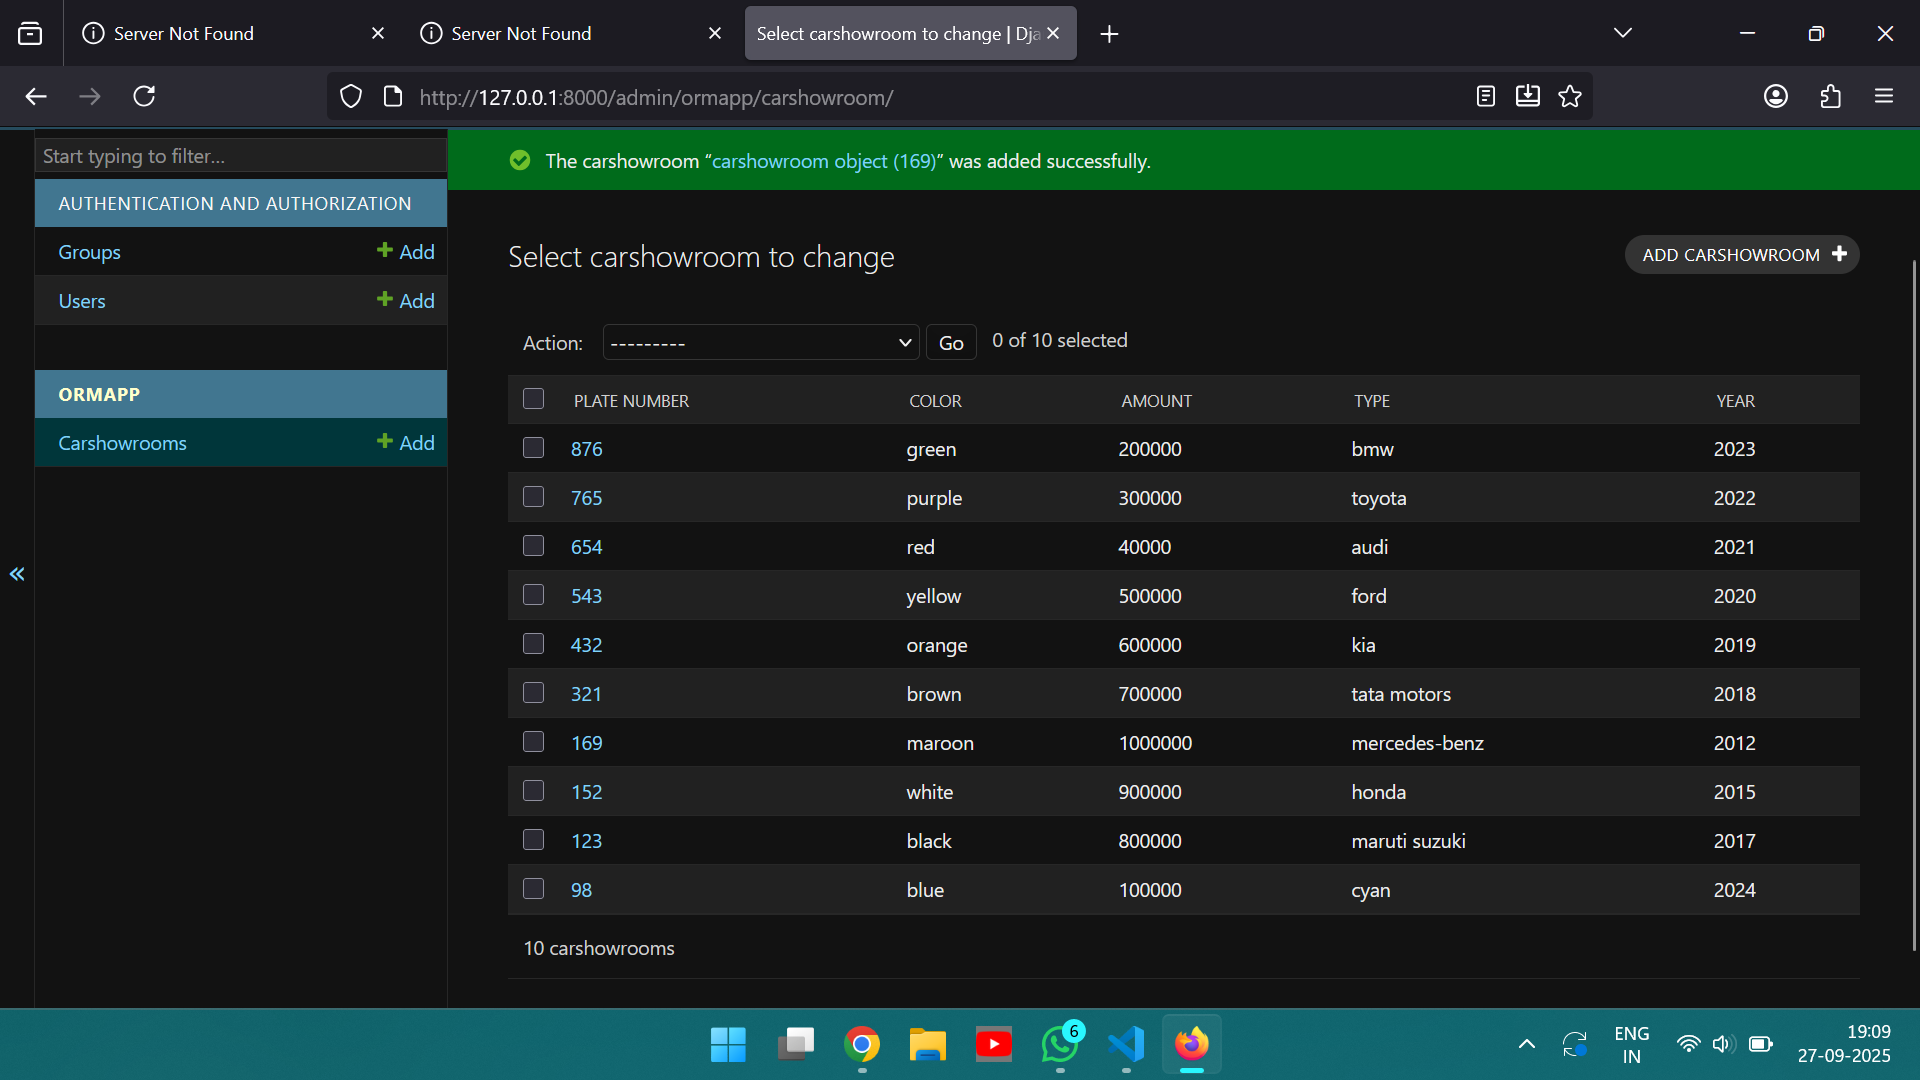 Server Not Found
Server Not Found
Select carshowroom to change | Dja
http://127.0.0.1:8000/admin/ormapp/carshowroom/
Start typing to filter...
AUTHENTICATION AND AUTHORIZATION
Groups Add
Users Add
ORMAPP
Carshowrooms Add
«
The carshowroom “carshowroom object (169)” was added successfully.
Select carshowroom to change
ADD CARSHOWROOM
Action: --------- Go 0 of 10 selected
PLATE NUMBER COLOR AMOUNT TYPE YEAR
876 green 200000 bmw 2023
765 purple 300000 toyota 2022
654 red 40000 audi 2021
543 yellow 500000 ford 2020
432 orange 600000 kia 2019
321 brown 700000 tata motors 2018
169 maroon 1000000 mercedes-benz 2012
152 white 900000 honda 2015
123 black 800000 maruti suzuki 2017
98 blue 100000 cyan 2024
10 carshowrooms
6
ENG
IN
19:09
27-09-2025